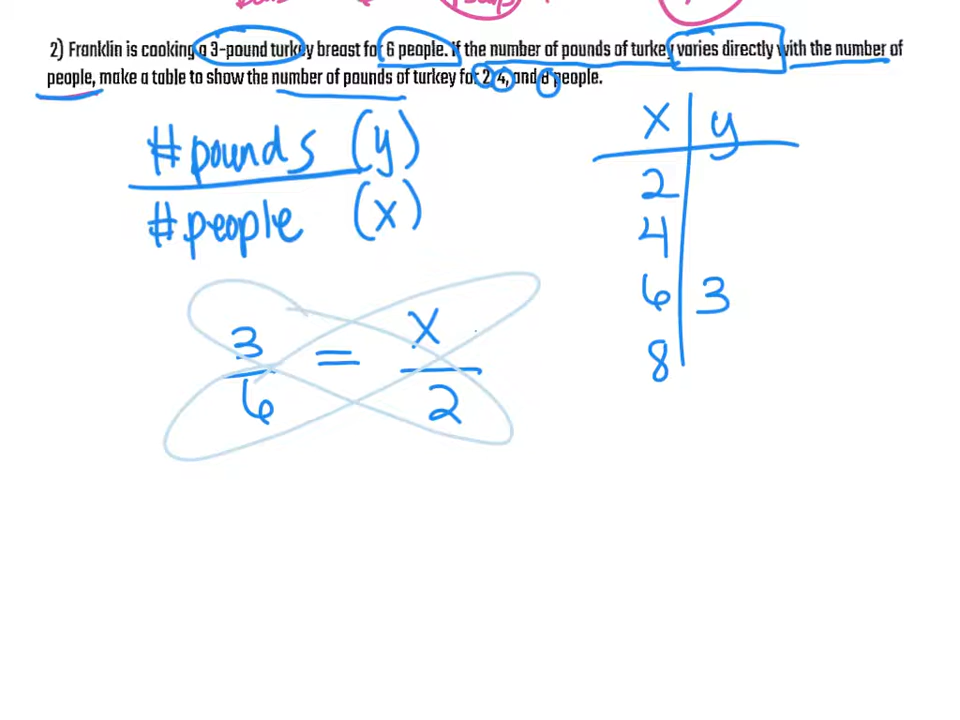 2) Franklin is cooking a 3-pound turkey breast for 6 people. If the number of pounds of turkey varies directly with the number of
people, make a table to show the number of pounds of turkey for 2, 4, and 8 people.
x y
# pounds (y)
# people (x)
2
4
6 3
8
3 = x
6 2